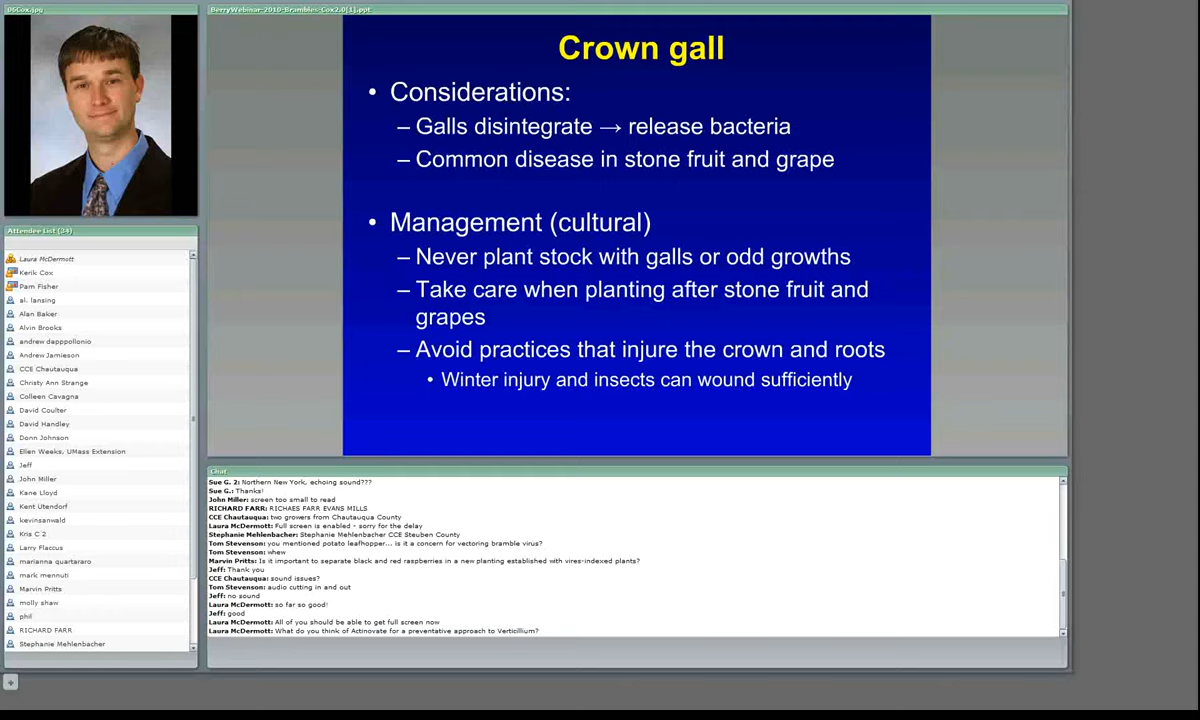 06Cox.jpg
BerryWebinar-2010-Brambles-Cox2.0[1].ppt
Crown gall
• Considerations:
– Galls disintegrate → release bacteria
– Common disease in stone fruit and grape
• Management (cultural)
– Never plant stock with galls or odd growths
– Take care when planting after stone fruit and
grapes
– Avoid practices that injure the crown and roots
• Winter injury and insects can wound sufficiently
Attendee List (34)
Laura McDermott
Kerik Cox
Pam Fisher
al. lansing
Alan Baker
Alvin Brooks
andrew dapppollonio
Andrew Jamieson
CCE Chautauqua
Christy Ann Strange
Colleen Cavagna
David Coulter
David Handley
Donn Johnson
Ellen Weeks, UMass Extension
Jeff
John Miller
Kane Lloyd
Kent Utendorf
kevinsanwald
Kris C 2
Larry Flaccus
marianna quartararo
mark mennuti
Marvin Pritts
molly shaw
phil
RICHARD FARR
Stephanie Mehlenbacher
Chat
Sue G. 2: Northern New York, echoing sound???
Sue G.: Thanks!
John Miller: screen too small to read
RICHARD FARR: RICHAES FARR EVANS MILLS
CCE Chautauqua: two growers from Chautauqua County
Laura McDermott: Full screen is enabled - sorry for the delay
Stephanie Mehlenbacher: Stephanie Mehlenbacher CCE Steuben County
Tom Stevenson: you mentioned potato leafhopper... is it a concern for vectoring bramble virus?
Tom Stevenson: whew
Marvin Pritts: Is it important to separate black and red raspberries in a new planting established with vires-indexed plants?
Jeff: Thank you
CCE Chautauqua: sound issues?
Tom Stevenson: audio cutting in and out
Jeff: no sound
Laura McDermott: so far so good!
Jeff: good
Laura McDermott: All of you should be able to get full screen now
Laura McDermott: What do you think of Actinovate for a preventative approach to Verticillium?